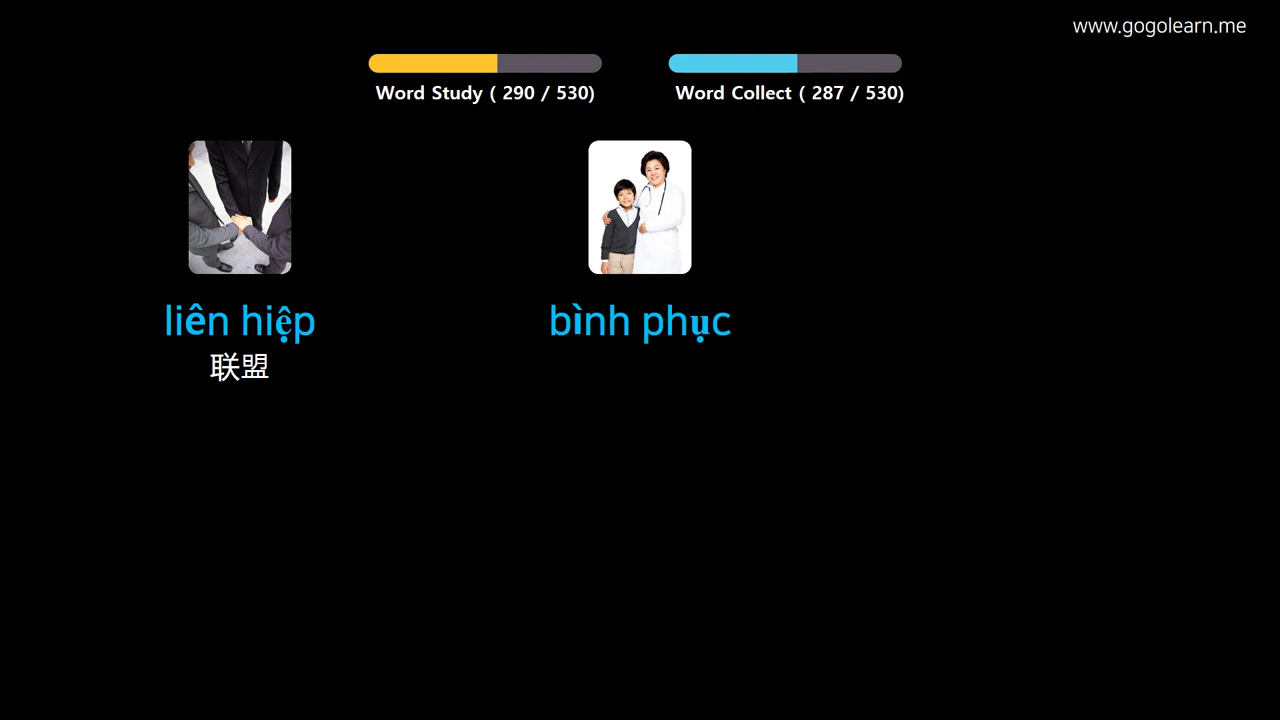 www.gogolearn.me
Word Study ( 290 / 530)
Word Collect ( 287 / 530)
liên hiệp
联盟
bình phục